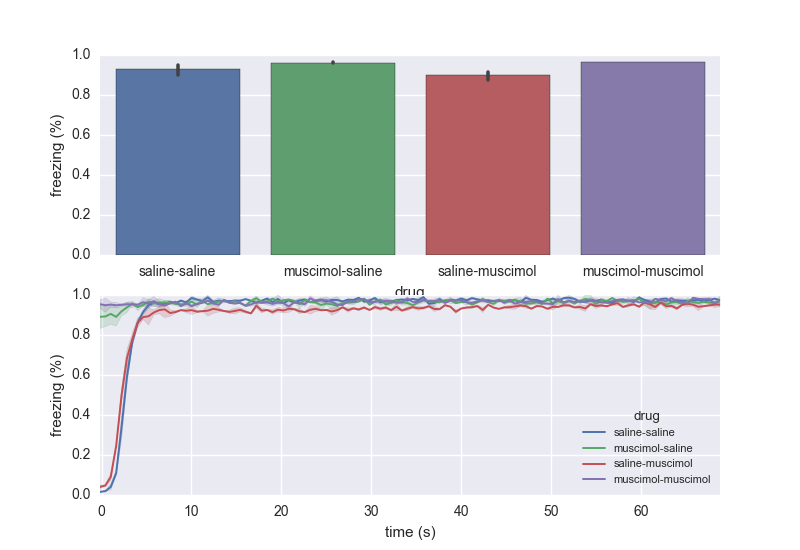 1.0
0.8
0.6
0.4
0.2
0.0
freezing (%)
saline-saline muscimol-saline saline-muscimol muscimol-muscimol
drug
1.0
0.8
0.6
0.4
0.2
0.0
freezing (%)
drug
saline-saline
muscimol-saline
saline-muscimol
muscimol-muscimol
0 10 20 30 40 50 60
time (s)